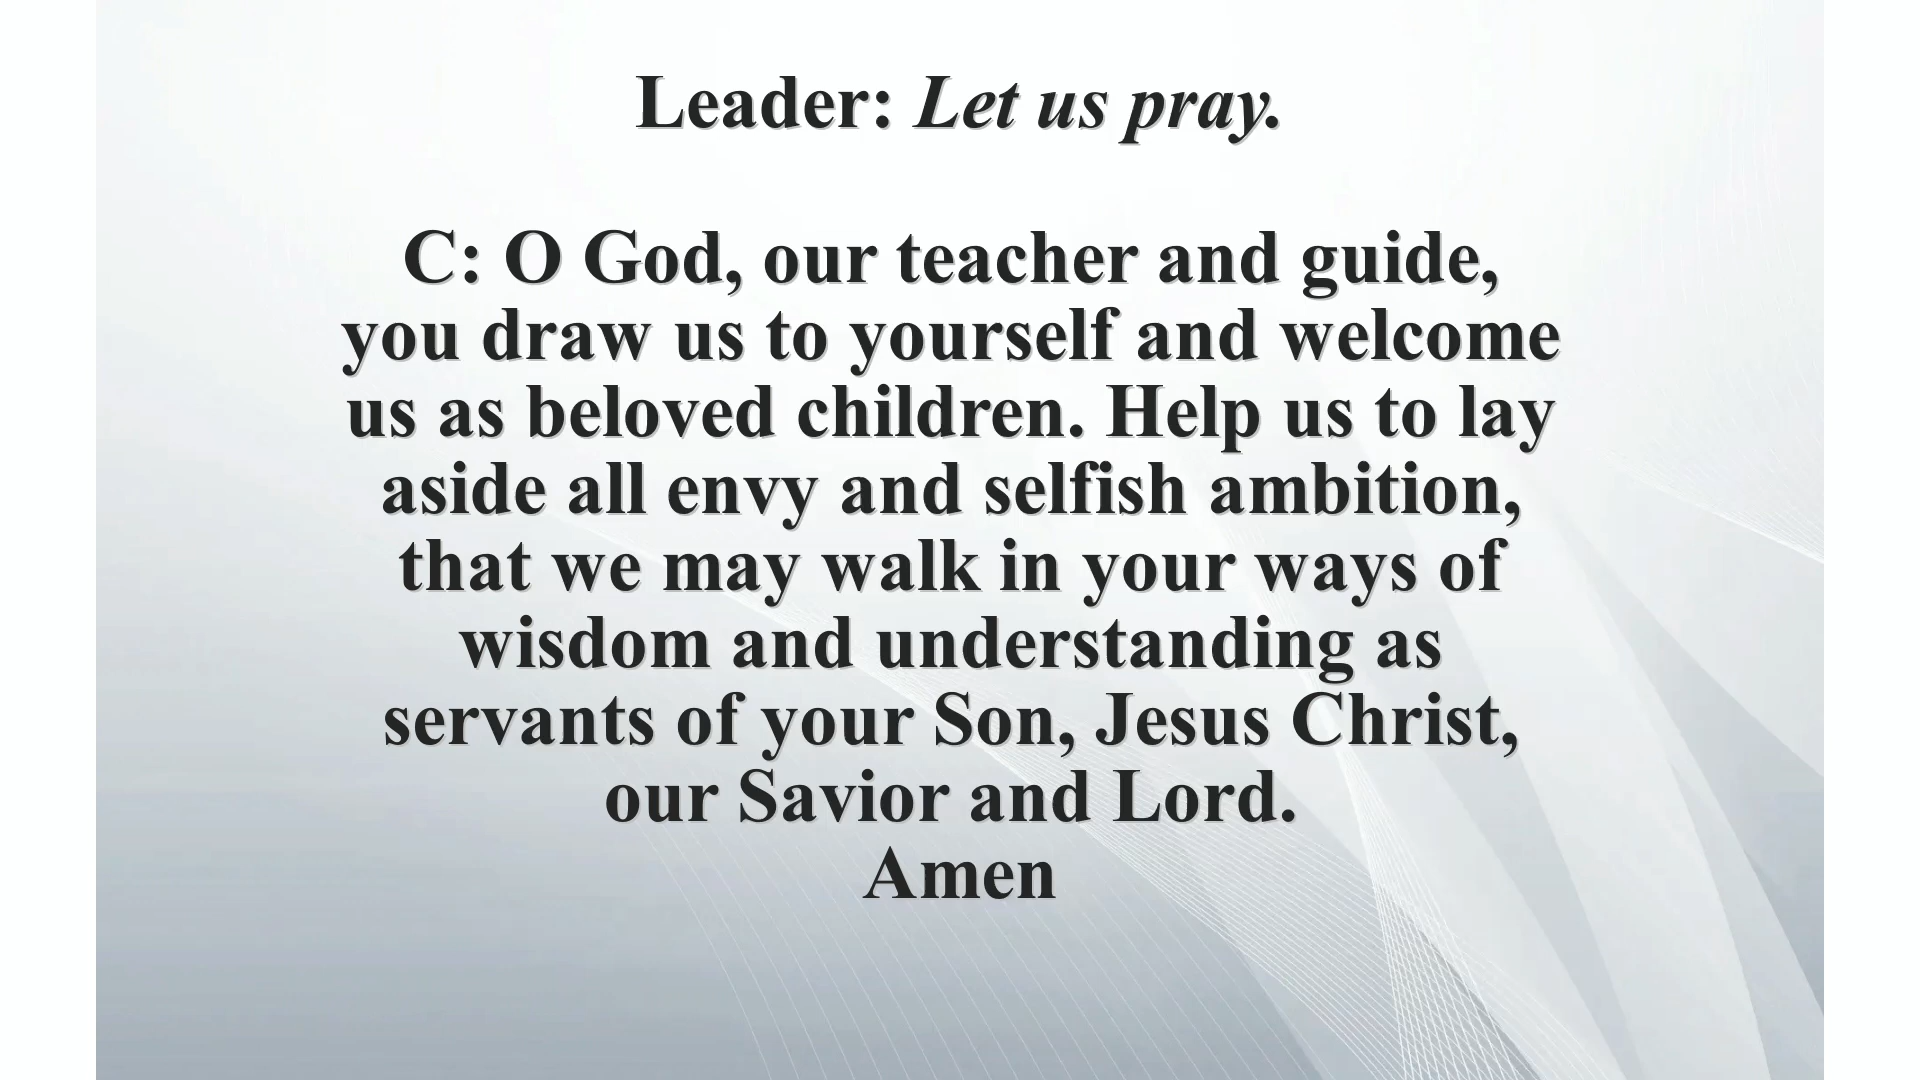 Leader: Let us pray.
C: O God, our teacher and guide,
you draw us to yourself and welcome
us as beloved children. Help us to lay
aside all envy and selfish ambition,
that we may walk in your ways of
wisdom and understanding as
servants of your Son, Jesus Christ,
our Savior and Lord.
Amen